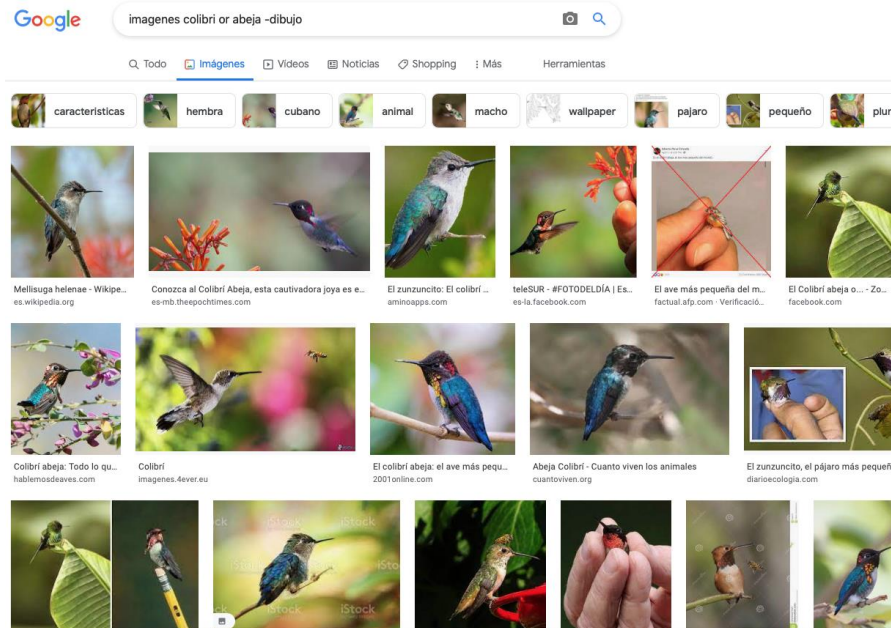 Google
imagenes colibri or abeja -dibujo
Todo Imágenes Vídeos Noticias Shopping Más Herramientas
caracteristicas hembra cubano animal macho wallpaper pajaro pequeño plur
Mellisuga helenae - Wikipe... Conozca al Colibrí Abeja, esta cautivadora joya es e... El zunzuncito: El colibrí ... teleSUR - #FOTODELDÍA | Es... El ave más pequeña del m... El Colibrí abeja o... - Zo...
es.wikipedia.org es-mb.theepochtimes.com aminoapps.com es-la.facebook.com factual.afp.com · Verificació... facebook.com
Colibrí abeja: Todo lo qu... Colibrí El colibrí abeja: el ave más pequ... Abeja Colibrí - Cuanto viven los animales El zunzuncito, el pájaro más pequeñ
hablemosdeaves.com imagenes.4ever.eu 2001online.com cuantoviven.org diarioecologia.com
iStock
iStock iStock